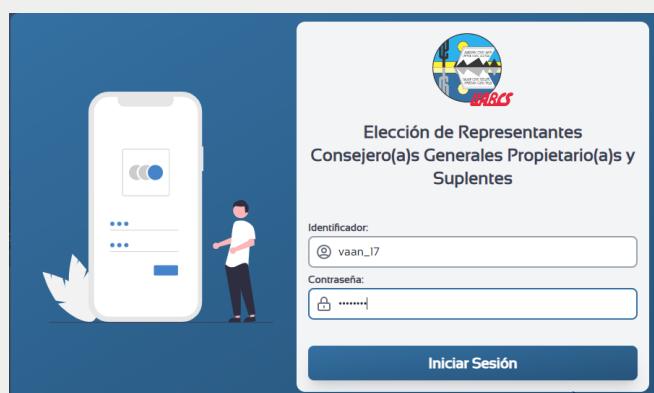 UABCS
Elección de Representantes
Consejero(a)s Generales Propietario(a)s y
Suplentes
Identificador:
vaan_17
Contraseña:
Iniciar Sesión